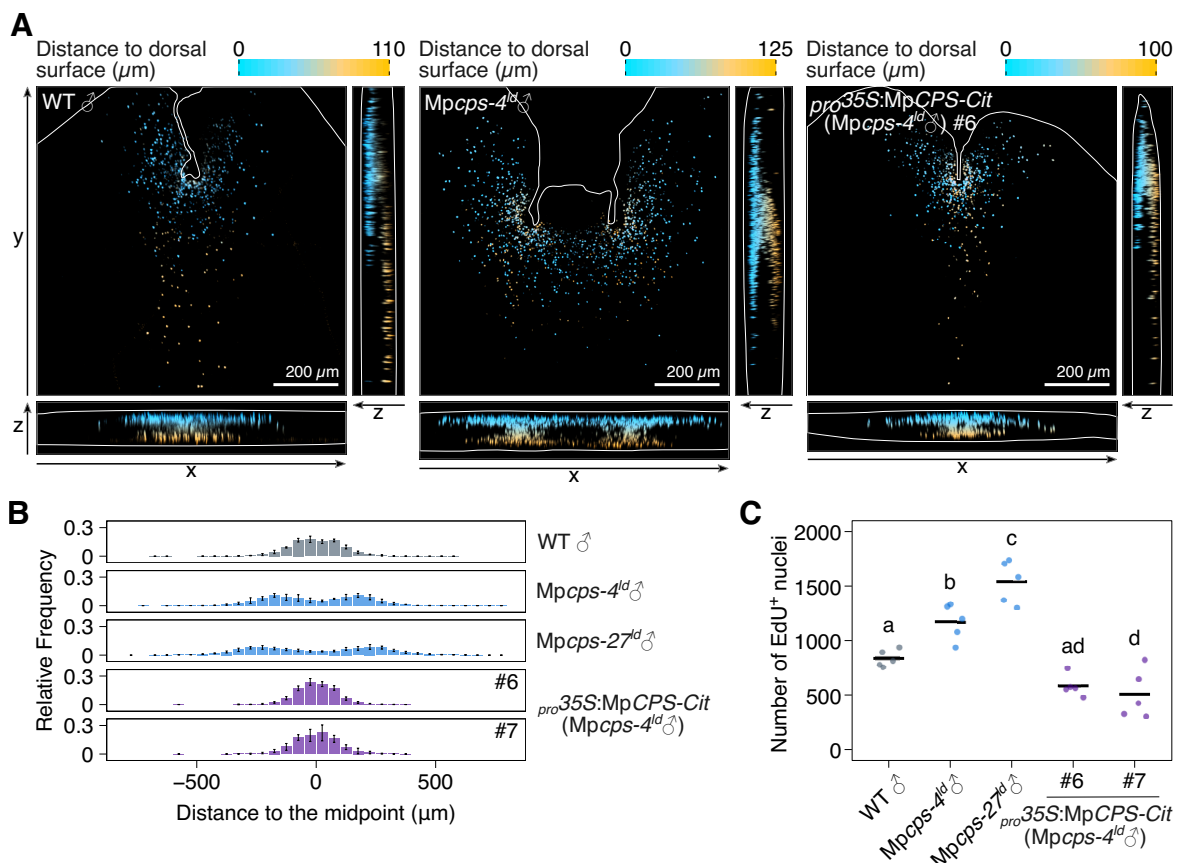 A
Distance to dorsal surface (µm) 0 110
WT ♂
y
200 µm
z
z
x
Distance to dorsal surface (µm) 0 125
Mpcps-4ld♂
200 µm
z
x
Distance to dorsal surface (µm) 0 100
pro35S:MpCPS-Cit
(Mpcps-4ld♂) #6
200 µm
z
x
B
Relative Frequency
0.3
0
WT ♂
0.3
0
Mpcps-4ld♂
0.3
0
Mpcps-27ld♂
0.3
0
#6
0.3
0
#7
pro35S:MpCPS-Cit
(Mpcps-4ld♂)
−500 0 500
Distance to the midpoint (µm)
C
Number of EdU+ nuclei
2000
1500
1000
500
0
a
b
c
ad
d
WT ♂
Mpcps-4ld♂
Mpcps-27ld♂
#6 #7
pro35S:MpCPS-Cit
(Mpcps-4ld♂)